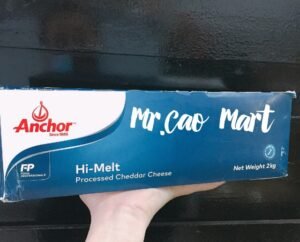 Anchor
Since 1886
mr.cao mart
FP
Hi-Melt
Processed Cheddar Cheese
Net Weight 2kg